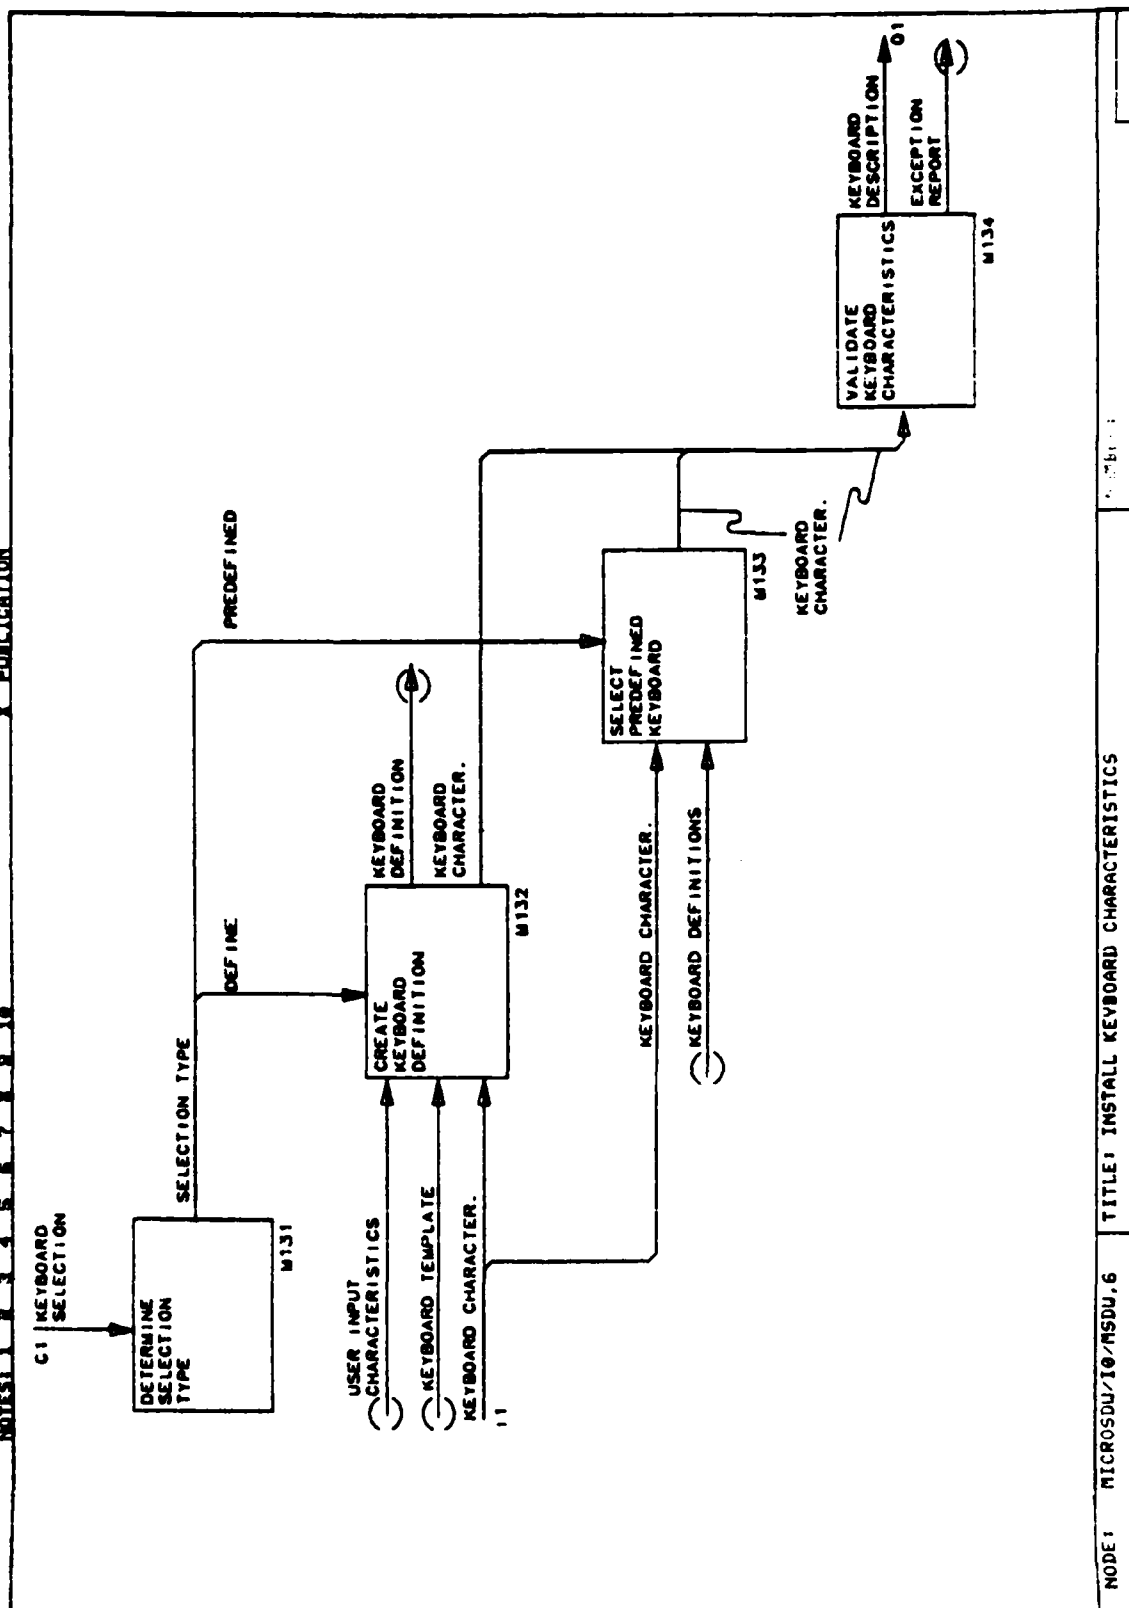 NOTES: 1 2 3 4 5 6 7 8 9 10
X PUBLICATION
C1
KEYBOARD
SELECTION
DETERMINE
SELECTION
TYPE
M131
SELECTION TYPE
DEFINE
PREDEFINED
USER INPUT
CHARACTERISTICS
KEYBOARD TEMPLATE
KEYBOARD CHARACTER.
I1
CREATE
KEYBOARD
DEFINITION
M132
KEYBOARD
DEFINITION
KEYBOARD
CHARACTER.
KEYBOARD CHARACTER.
KEYBOARD DEFINITIONS
SELECT
PREDEFINED
KEYBOARD
M133
KEYBOARD
CHARACTER.
VALIDATE
KEYBOARD
CHARACTERISTICS
M134
KEYBOARD
DESCRIPTION
O1
EXCEPTION
REPORT
NODE: MICROSDW/10/MSDW.6
TITLE: INSTALL KEYBOARD CHARACTERISTICS